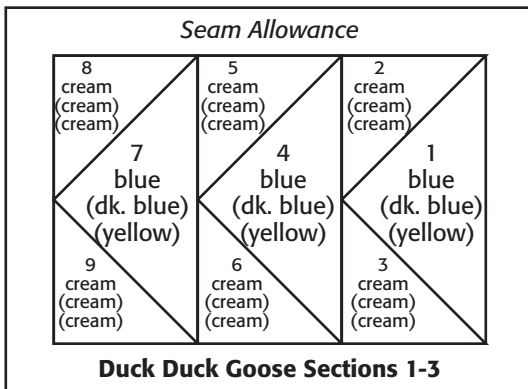 Seam Allowance
8
cream
(cream)
(cream)
5
cream
(cream)
(cream)
2
cream
(cream)
(cream)
7
blue
(dk. blue)
(yellow)
4
blue
(dk. blue)
(yellow)
1
blue
(dk. blue)
(yellow)
9
cream
(cream)
(cream)
6
cream
(cream)
(cream)
3
cream
(cream)
(cream)
Duck Duck Goose Sections 1-3